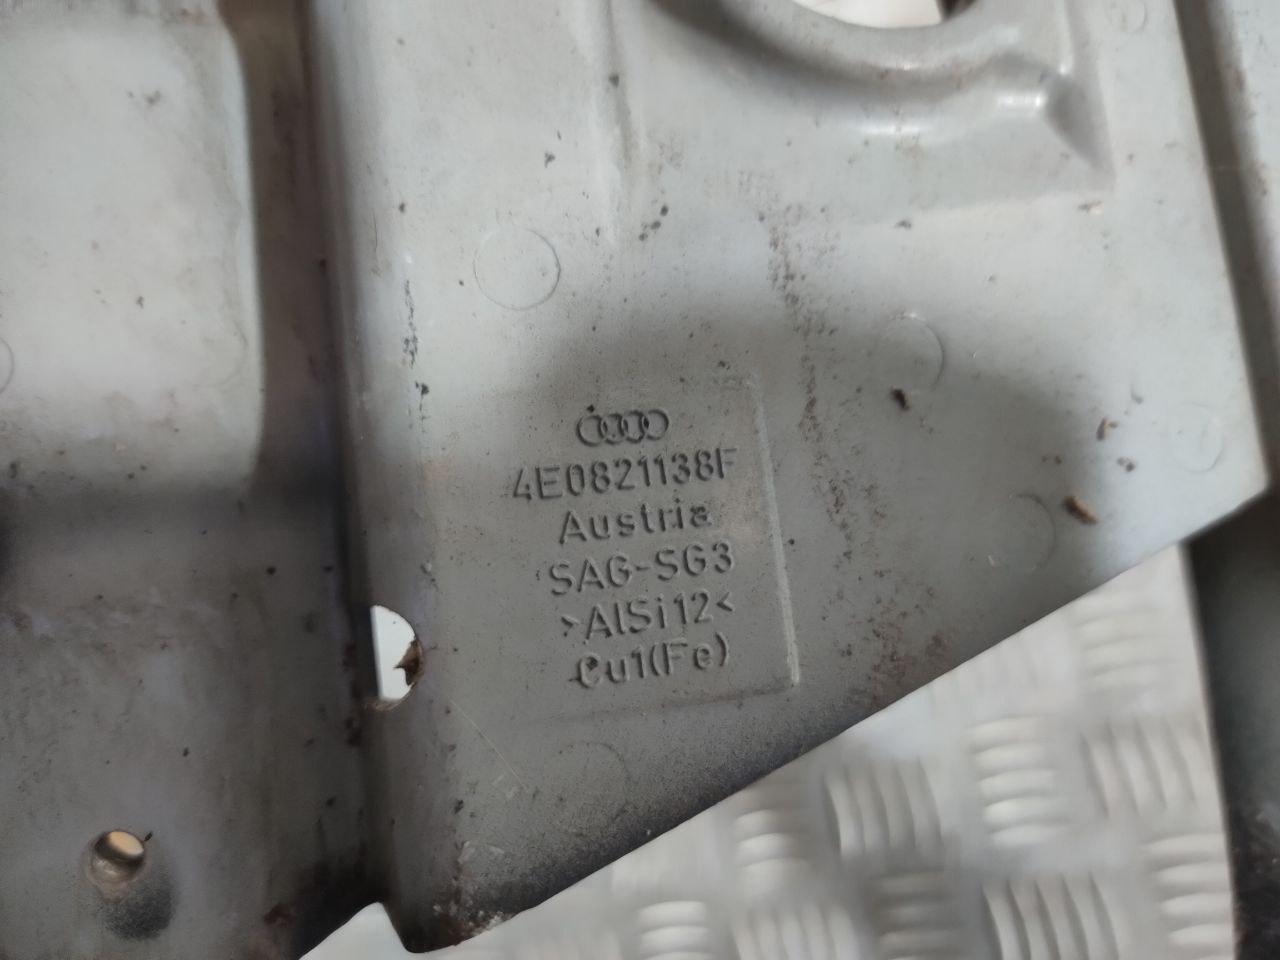 4E0821138F
Austria
SAG-SG3
>AlSi12<
Cu1(Fe)